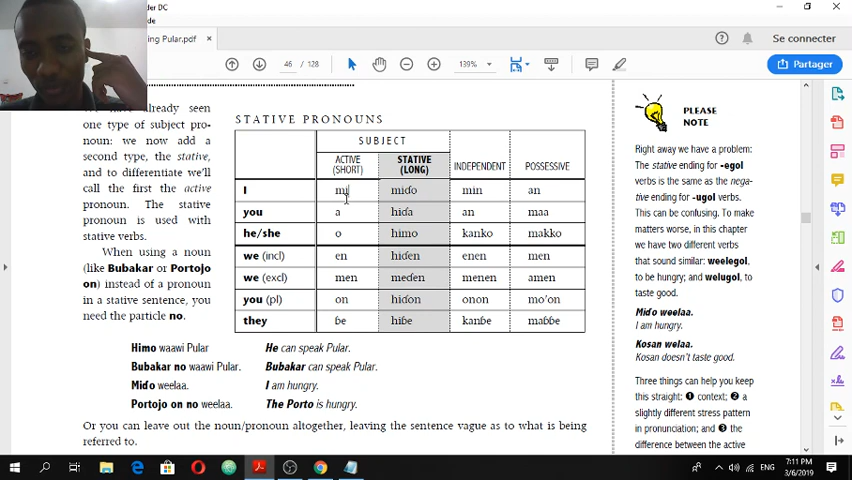 der DC
de
ing Pular.pdf
×
Se connecter
46 / 128
139%
Partager
We have already seen
one type of subject pro-
noun: we now add a
second type, the stative,
and to differentiate we'll
call the first the active
pronoun. The stative
pronoun is used with
stative verbs.
When using a noun
(like Bubakar or Portojo
on) instead of a pronoun
in a stative sentence, you
need the particle no.
STATIVE PRONOUNS
SUBJECT
ACTIVE (SHORT) STATIVE (LONG) INDEPENDENT POSSESSIVE
I mi miɗo min an
you a hiɗa an maa
he/she o himo kanko makko
we (incl) en hiɗen enen men
we (excl) men meɗen menen amen
you (pl) on hiɗon onon mo'on
they ɓe hiɓe kanɓe maɓɓe
Himo waawi Pular He can speak Pular.
Bubakar no waawi Pular. Bubakar can speak Pular.
Miɗo weelaa. I am hungry.
Portojo on no weelaa. The Porto is hungry.
Or you can leave out the noun/pronoun altogether, leaving the sentence vague as to what is being
referred to.
PLEASE
NOTE
Right away we have a problem:
The stative ending for -egol
verbs is the same as the nega-
tive ending for -ugol verbs.
This can be confusing. To make
matters worse, in this chapter
we have two different verbs
that sound similar: weelegol,
to be hungry; and welugol, to
taste good.
Miɗo weelaa.
I am hungry.
Kosan welaa.
Kosan doesn't taste good.
Three things can help you keep
this straight: ❶ context; ❷ a
slightly different stress pattern
in pronunciation; and ❸ the
difference between the active
ENG
7:11 PM
3/6/2019